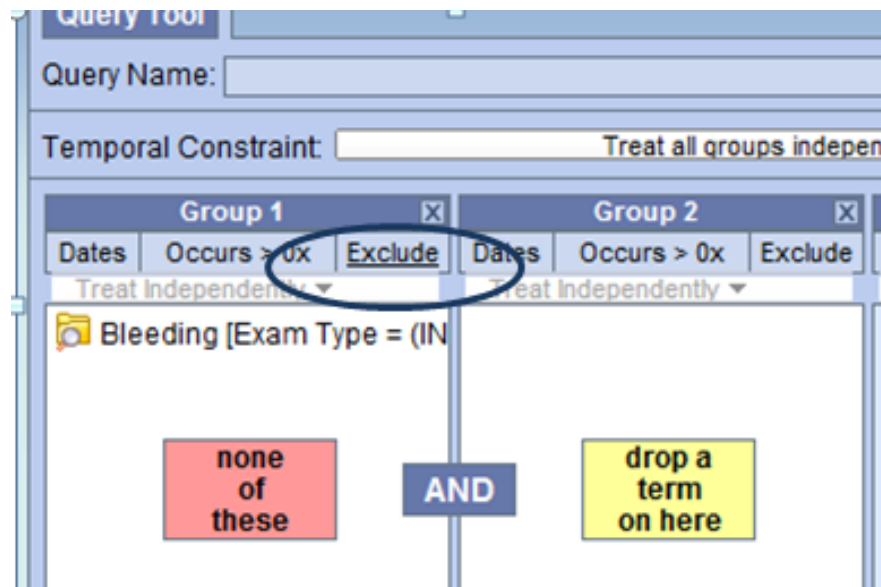 Query Tool
Query Name:
Temporal Constraint: Treat all groups indepen
Group 1 X Group 2 X
Dates Occurs > 0x Exclude Dates Occurs > 0x Exclude
Treat Independently Treat Independently
Bleeding [Exam Type = (IN
none
of
these
AND
drop a
term
on here